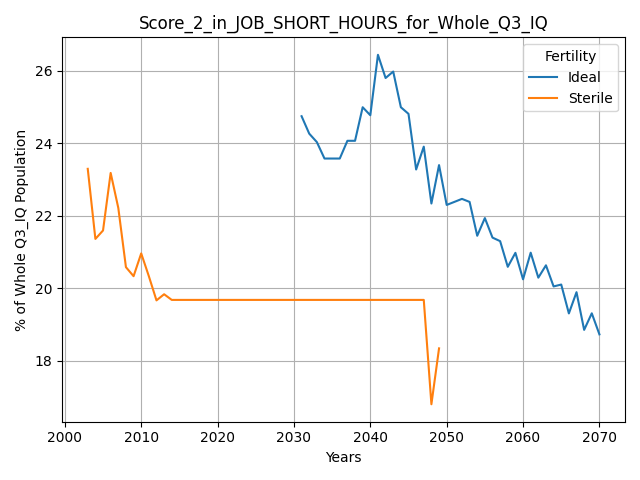 Score_2_in_JOB_SHORT_HOURS_for_Whole_Q3_IQ
Fertility
Ideal
Sterile
% of Whole Q3_IQ Population
26
24
22
20
18
2000 2010 2020 2030 2040 2050 2060 2070
Years